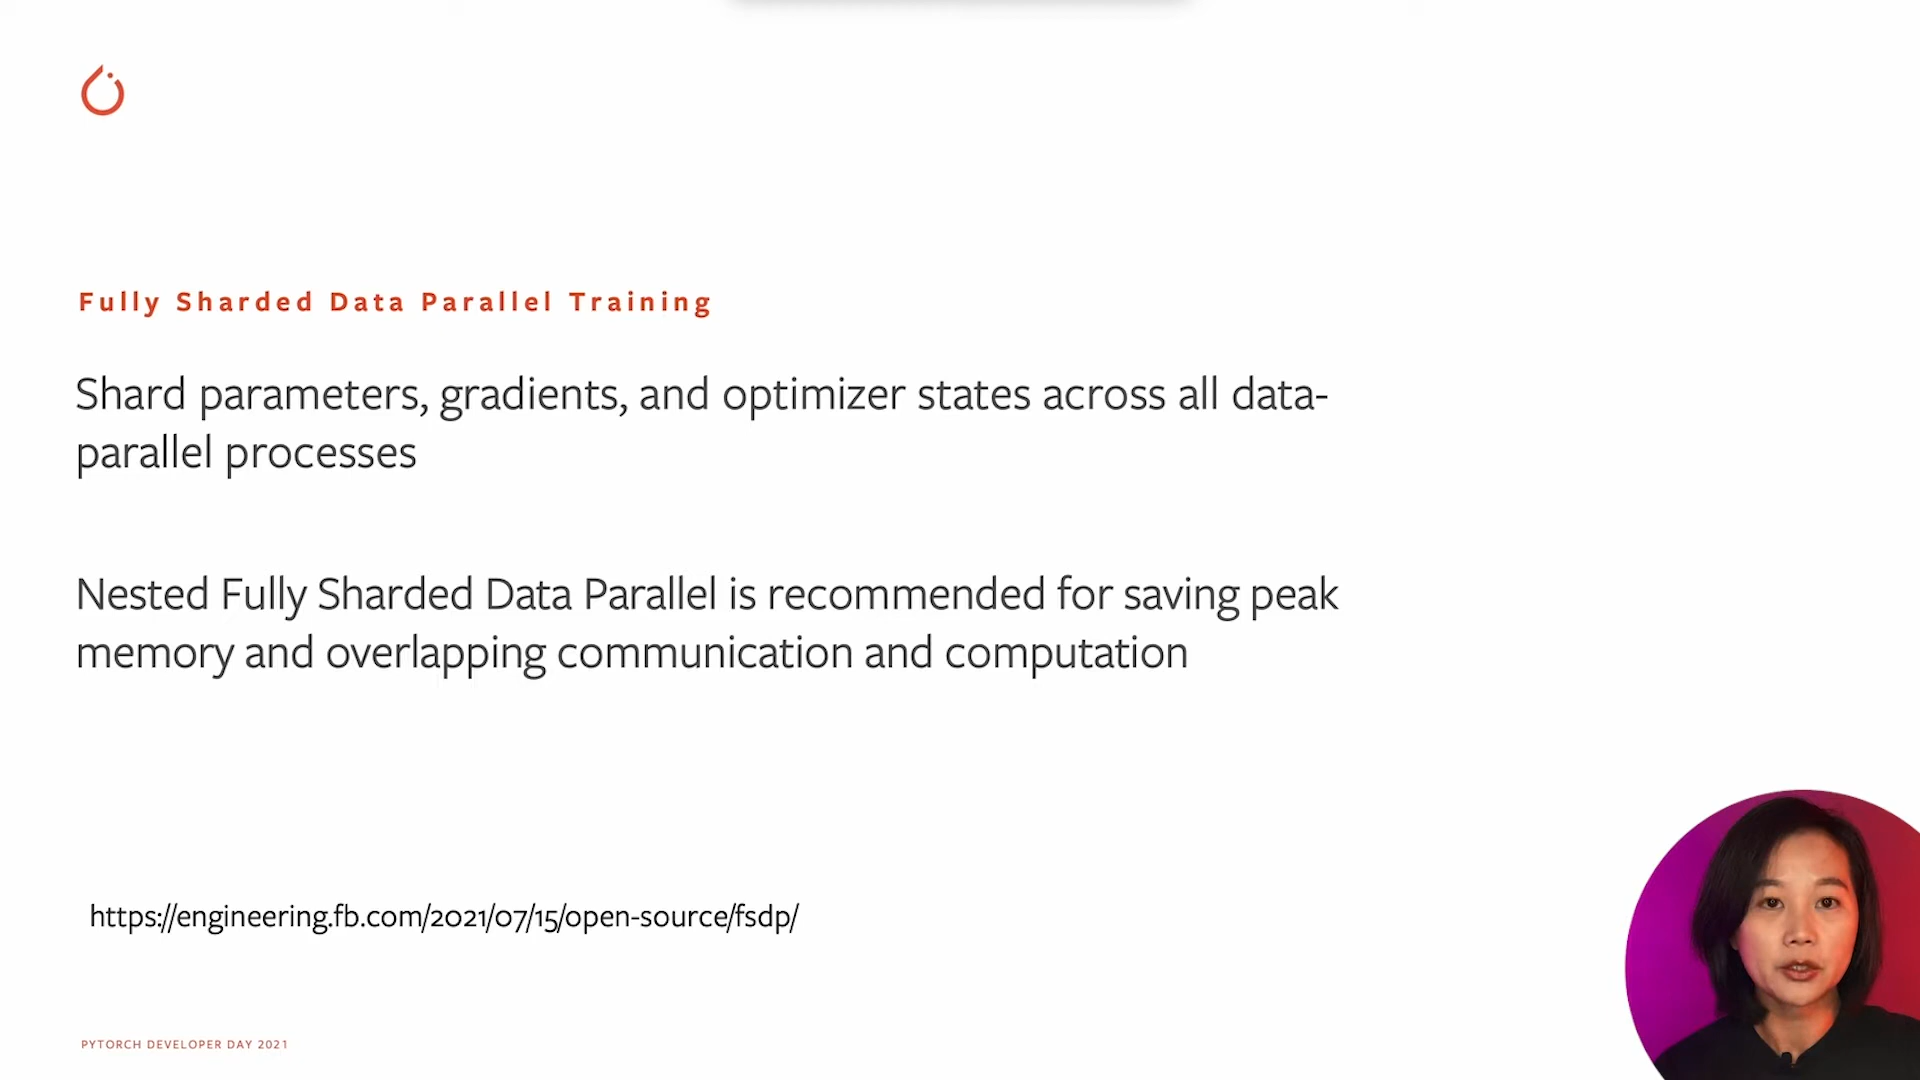 Fully Sharded Data Parallel Training
Shard parameters, gradients, and optimizer states across all data-
parallel processes
Nested Fully Sharded Data Parallel is recommended for saving peak
memory and overlapping communication and computation
https://engineering.fb.com/2021/07/15/open-source/fsdp/
PYTORCH DEVELOPER DAY 2021